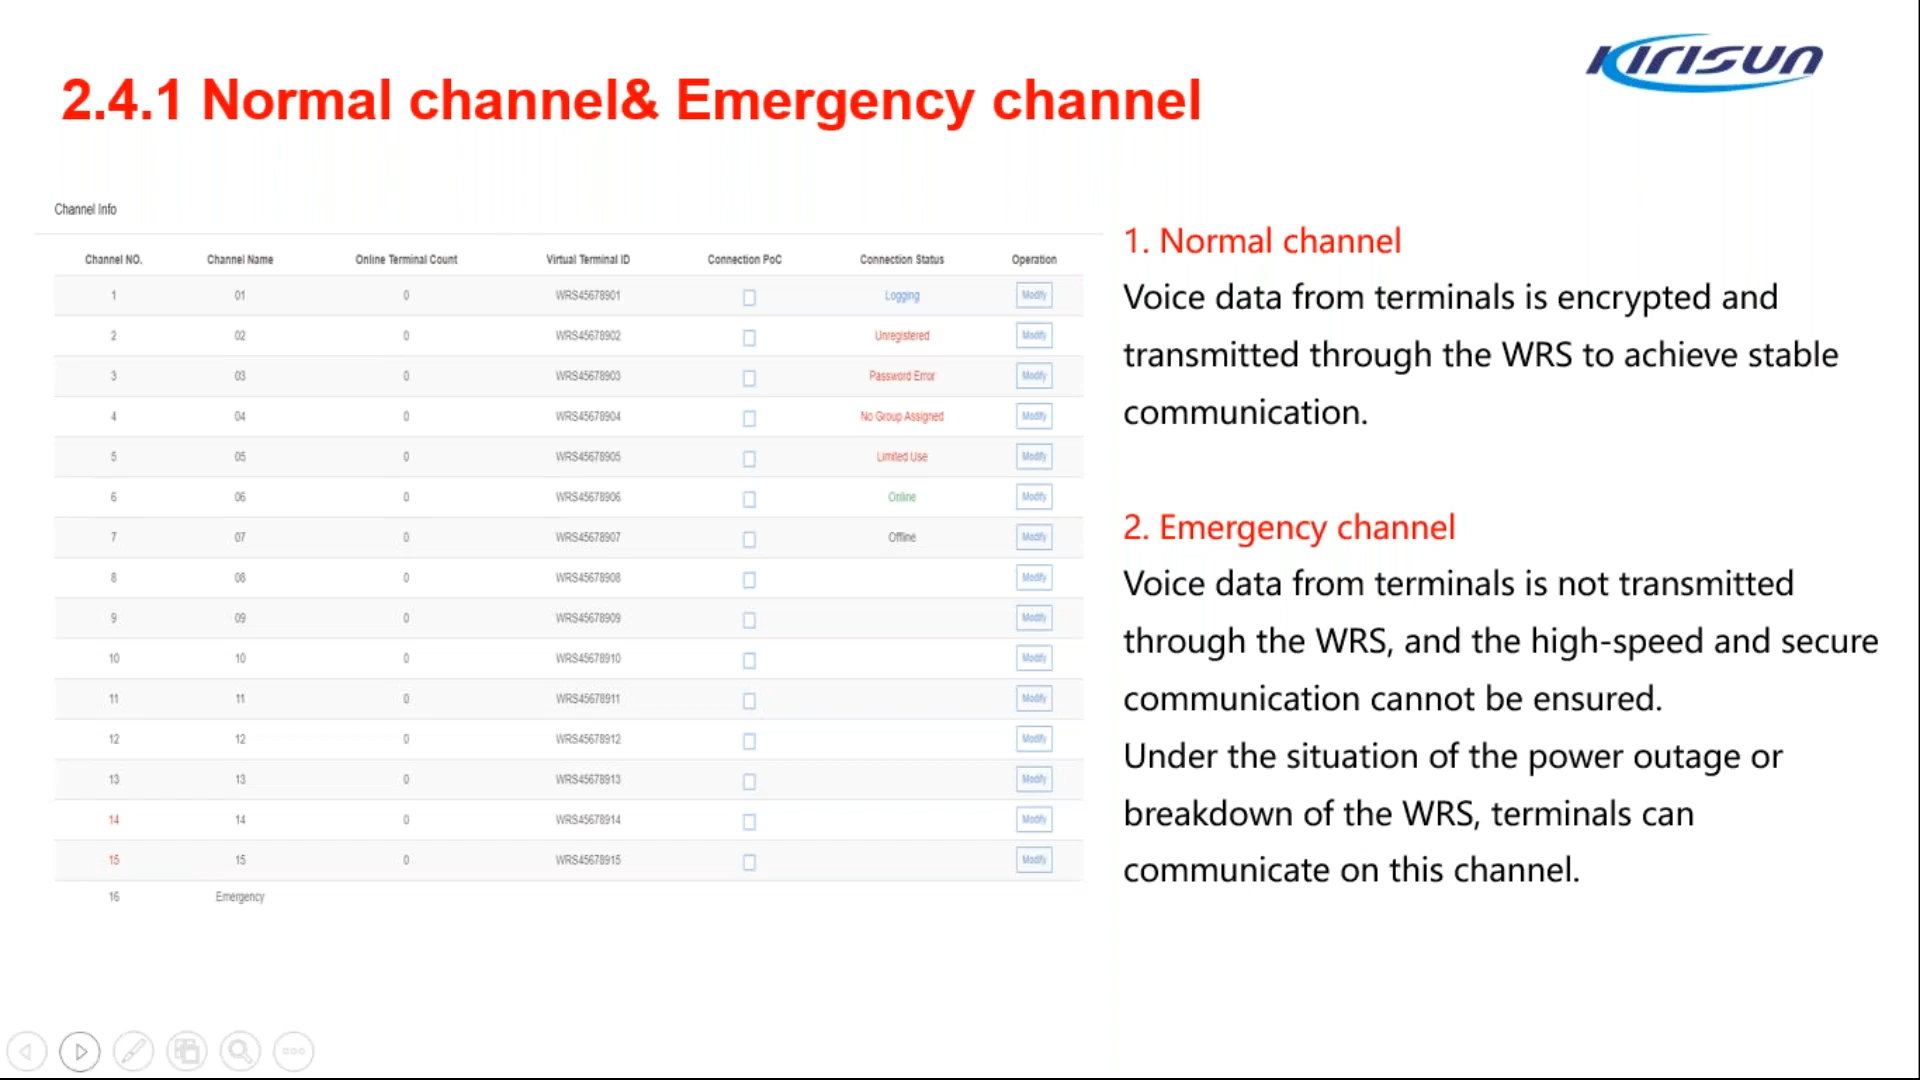 KIRISUN
2.4.1 Normal channel& Emergency channel
Channel Info
Channel NO. Channel Name Online Terminal Count Virtual Terminal ID Connection PoC Connection Status Operation
1 01 0 WRS45678901 Logging Modify
2 02 0 WRS45678902 Unregistered Modify
3 03 0 WRS45678903 Password Error Modify
4 04 0 WRS45678904 No Group Assigned Modify
5 05 0 WRS45678905 Limited Use Modify
6 06 0 WRS45678906 Online Modify
7 07 0 WRS45678907 Offline Modify
8 08 0 WRS45678908 Modify
9 09 0 WRS45678909 Modify
10 10 0 WRS45678910 Modify
11 11 0 WRS45678911 Modify
12 12 0 WRS45678912 Modify
13 13 0 WRS45678913 Modify
14 14 0 WRS45678914 Modify
15 15 0 WRS45678915 Modify
16 Emergency
1. Normal channel
Voice data from terminals is encrypted and
transmitted through the WRS to achieve stable
communication.
2. Emergency channel
Voice data from terminals is not transmitted
through the WRS, and the high-speed and secure
communication cannot be ensured.
Under the situation of the power outage or
breakdown of the WRS, terminals can
communicate on this channel.